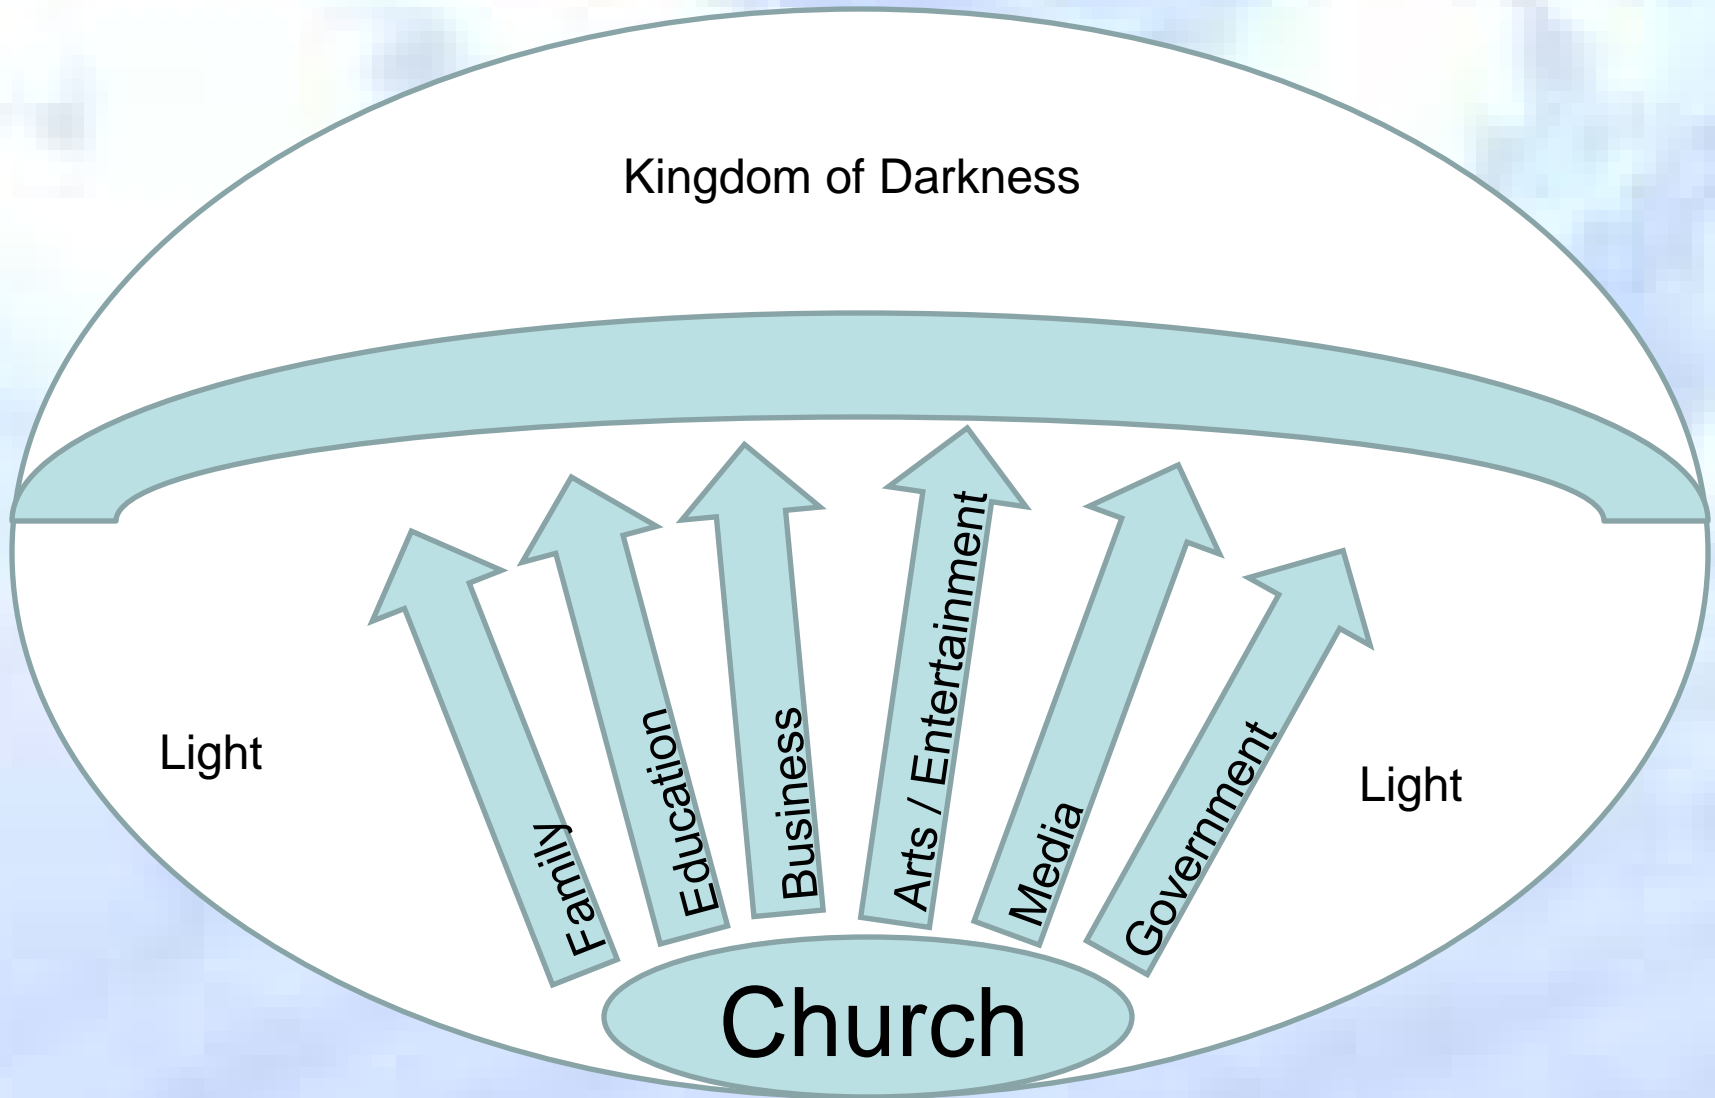 Kingdom of Darkness
Light
Family
Education
Business
Arts / Entertainment
Media
Government
Light
Church